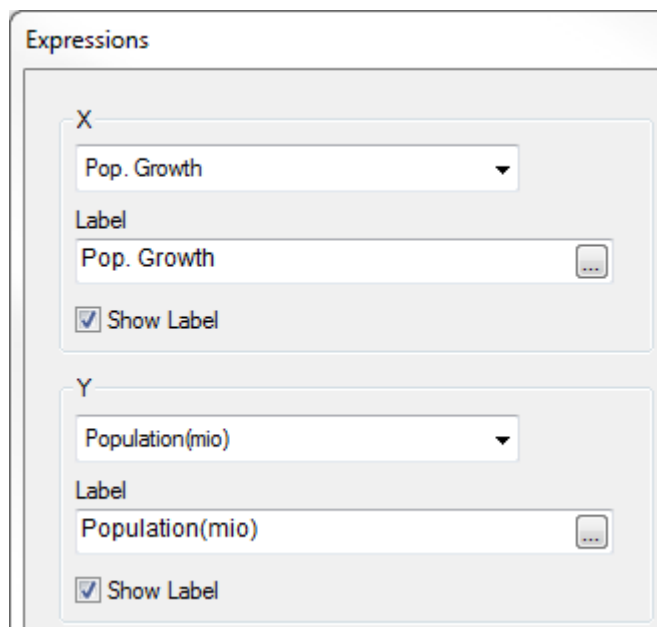 Expressions
X
Pop. Growth
Label
Pop. Growth
...
Show Label
Y
Population(mio)
Label
Population(mio)
...
Show Label